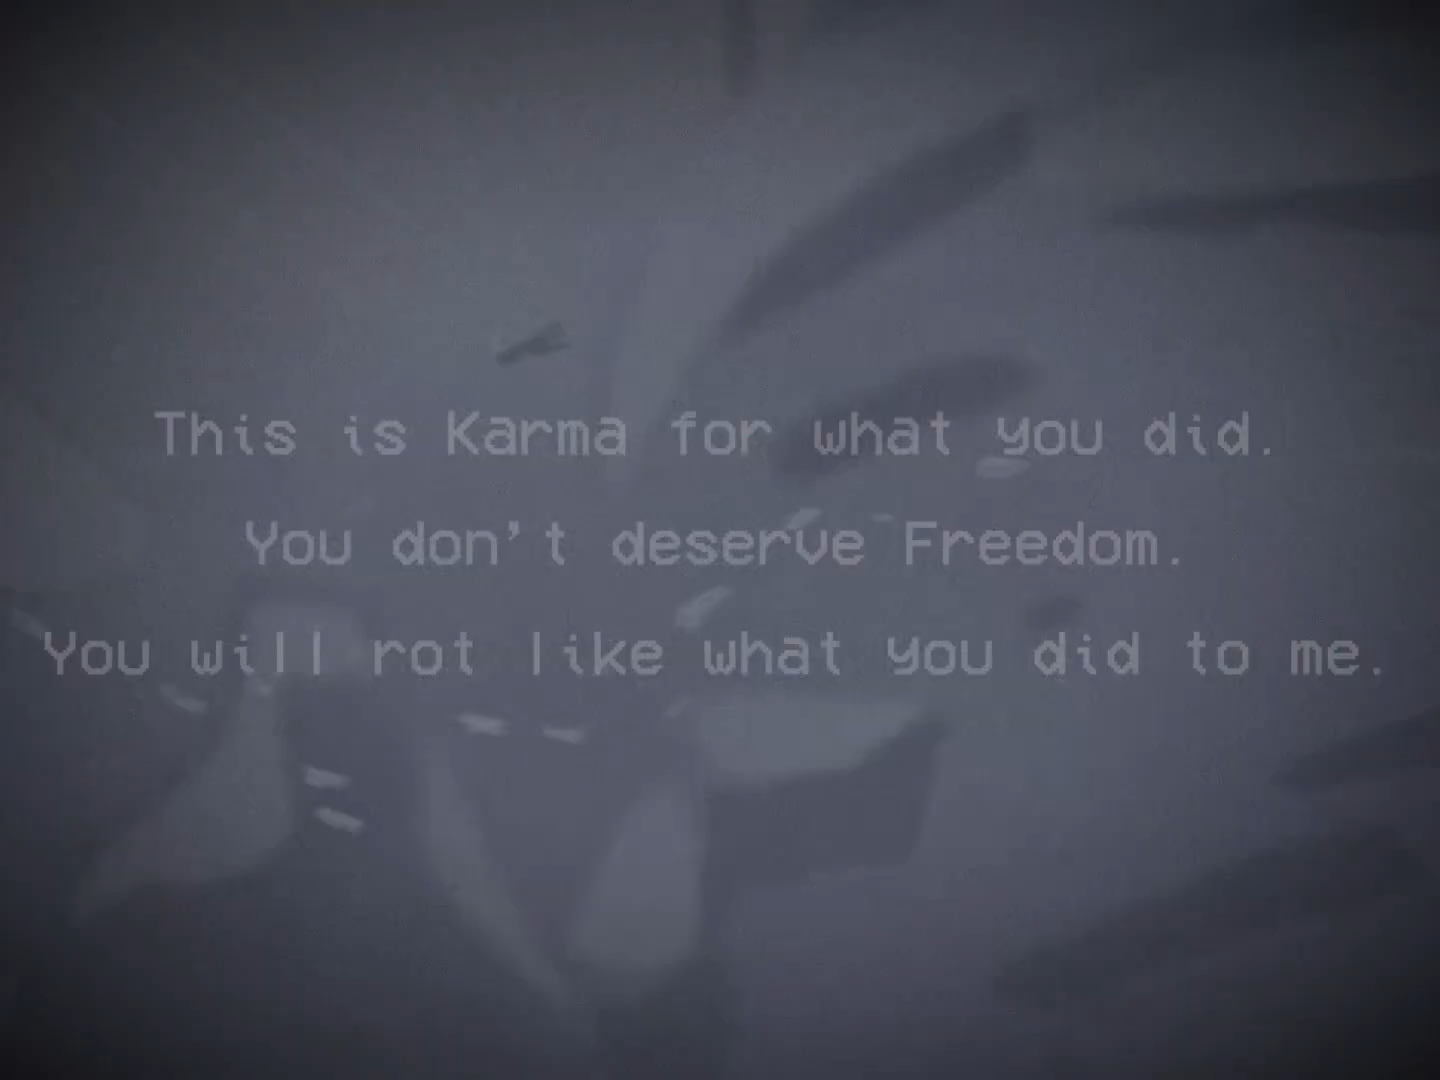 This is Karma for what you did.
You don't deserve Freedom.
You will rot like what you did to me.